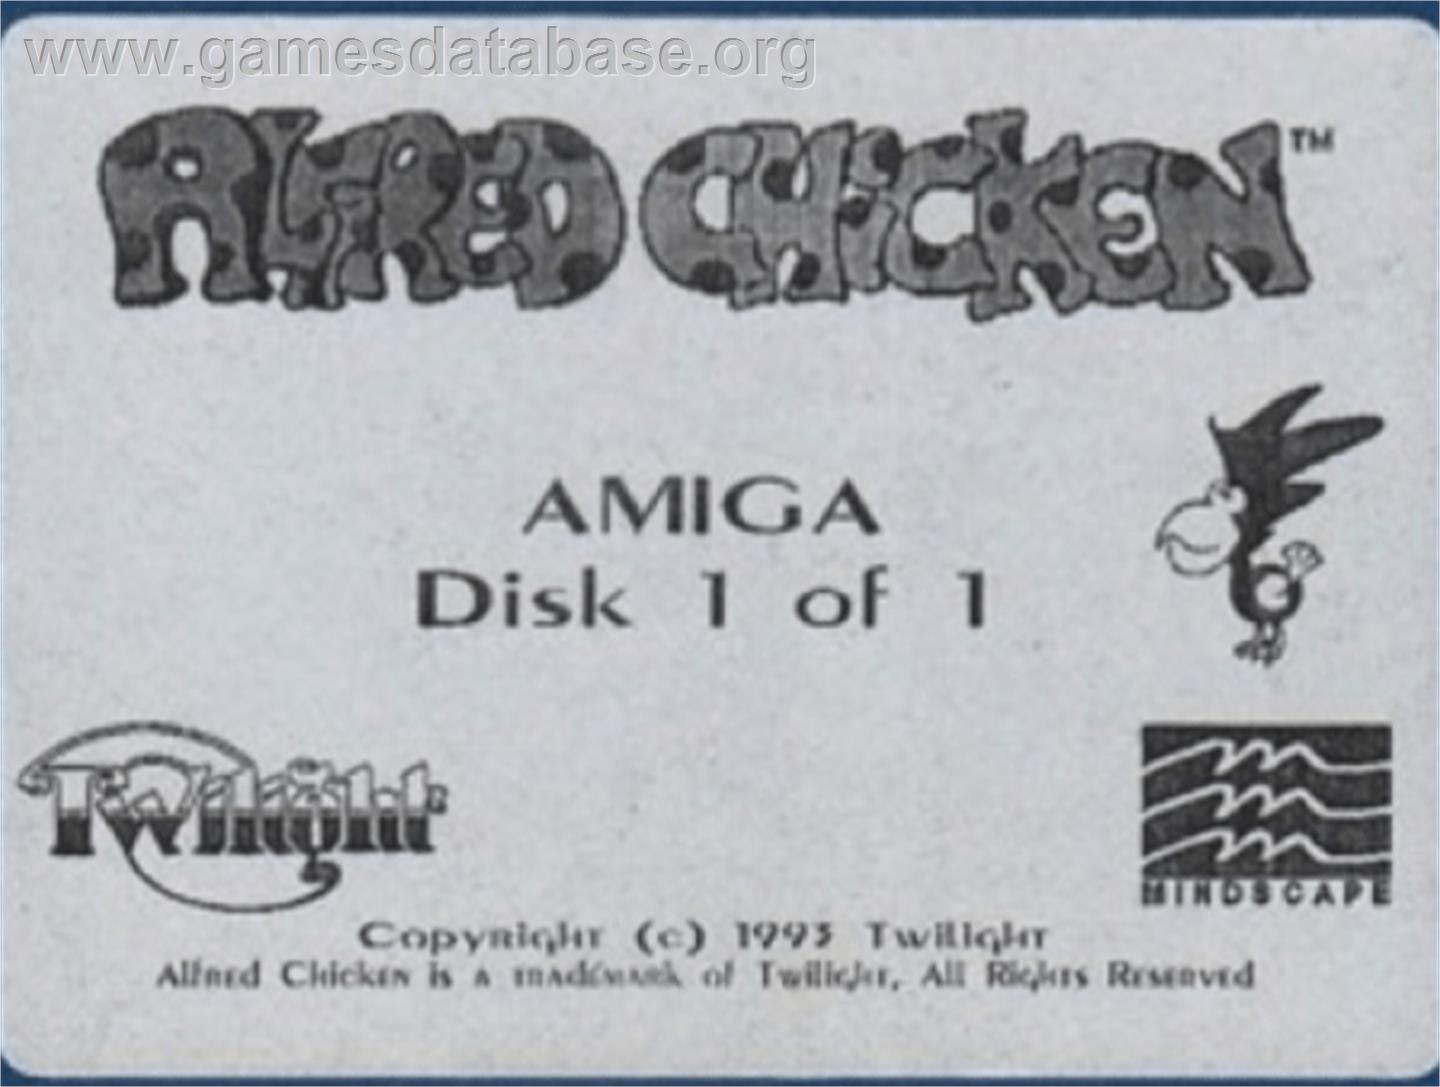 www.gamesdatabase.org
ALFRED CHiCKEN™
AMIGA
Disk 1 of 1
Twilight
MINDSCAPE
Copyright (c) 1993 Twilight
Alfred Chicken is a trademark of Twilight, All Rights Reserved